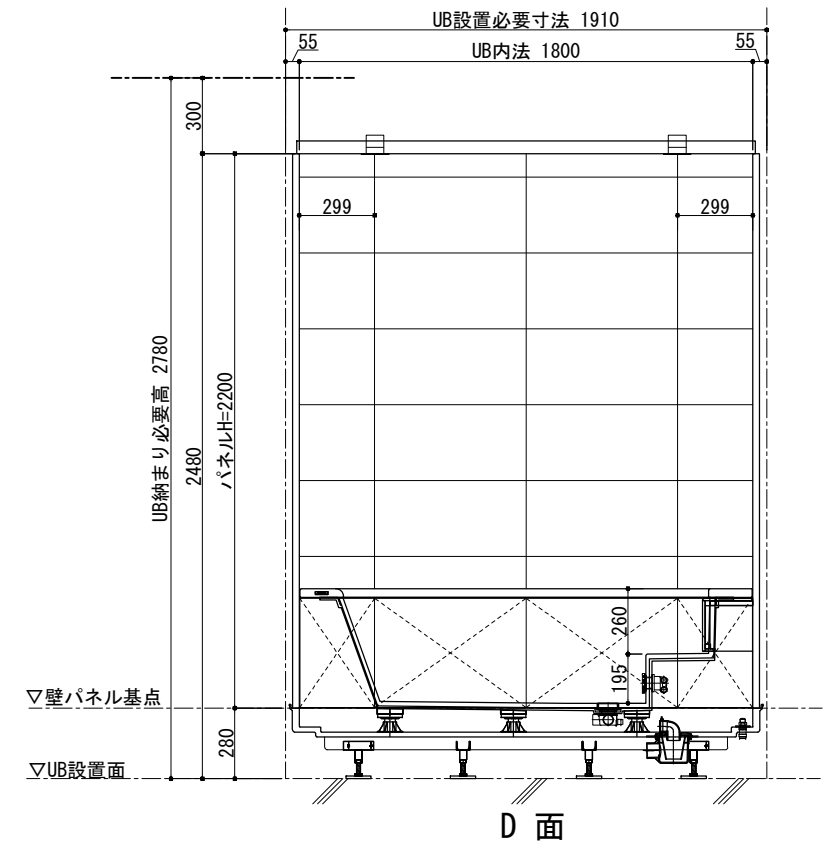 UB設置必要寸法 1910
55
UB内法 1800
55
300
299
299
UB納まり必要高 2780
2480
パネルH=2200
260
195
▽壁パネル基点
280
▽UB設置面
D 面